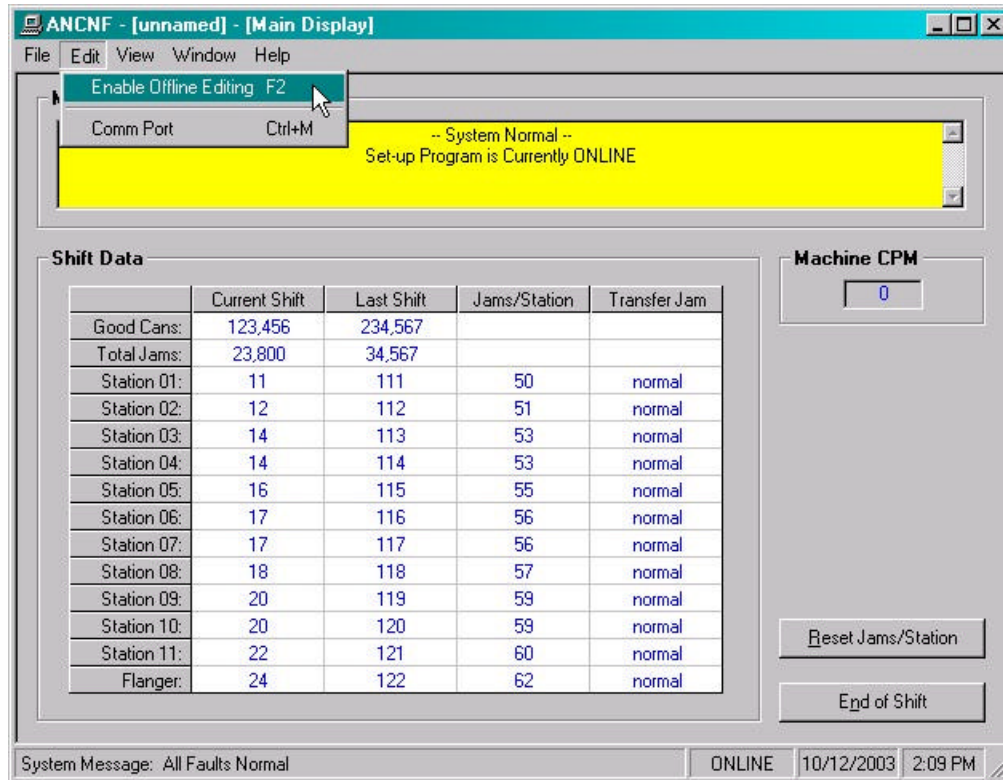 ANCNF - [unnamed] - [Main Display]
File Edit View Window Help
Enable Offline Editing F2
Comm Port Ctrl+M
-- System Normal --
Set-up Program is Currently ONLINE
Shift Data
Machine CPM
0
Current Shift Last Shift Jams/Station Transfer Jam
Good Cans: 123,456 234,567
Total Jams: 23,800 34,567
Station 01: 11 111 50 normal
Station 02: 12 112 51 normal
Station 03: 14 113 53 normal
Station 04: 14 114 53 normal
Station 05: 16 115 55 normal
Station 06: 17 116 56 normal
Station 07: 17 117 56 normal
Station 08: 18 118 57 normal
Station 09: 20 119 59 normal
Station 10: 20 120 59 normal
Station 11: 22 121 60 normal
Flanger: 24 122 62 normal
Reset Jams/Station
End of Shift
System Message: All Faults Normal ONLINE 10/12/2003 2:09 PM